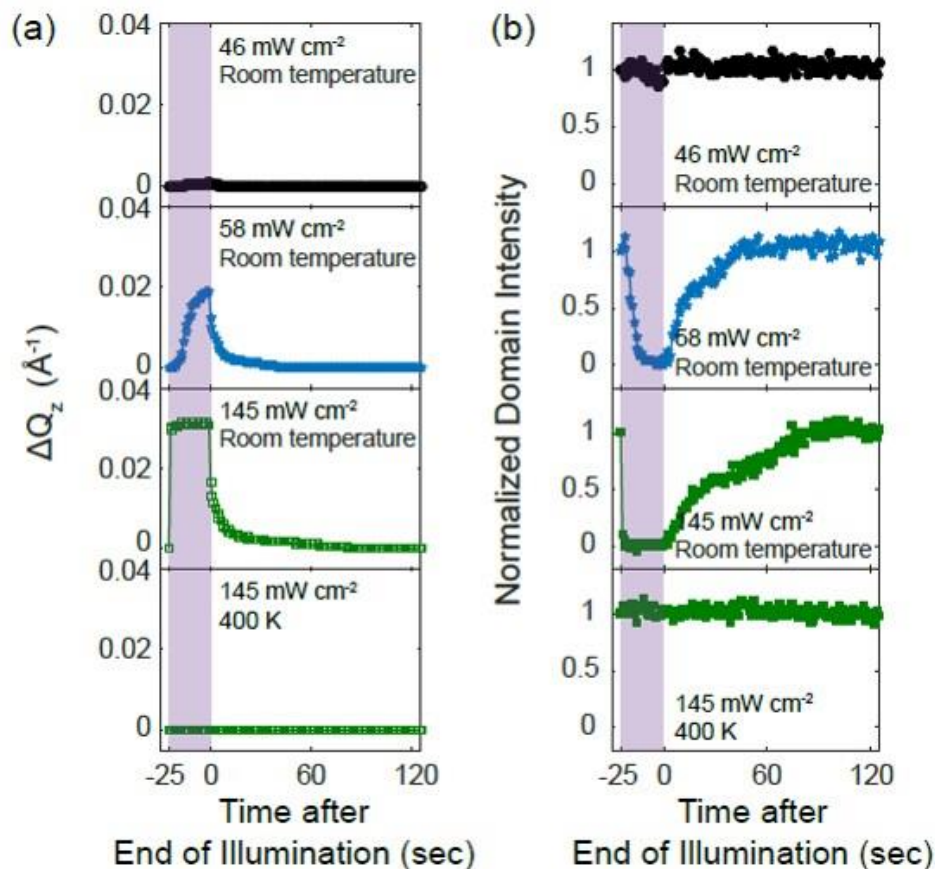 (a)
0.04
46 mW cm⁻²
Room temperature
0.02
0
0.04
58 mW cm⁻²
Room temperature
0.02
0
0.04
145 mW cm⁻²
Room temperature
0.02
0
0.04
145 mW cm⁻²
400 K
0.02
0
-25 0 60 120
Time after
End of Illumination (sec)
ΔQz (Å⁻¹)
(b)
1
0.5
0
46 mW cm⁻²
Room temperature
1
0.5
0
58 mW cm⁻²
Room temperature
1
0.5
0
145 mW cm⁻²
Room temperature
1
0.5
0
145 mW cm⁻²
400 K
-25 0 60 120
Time after
End of Illumination (sec)
Normalized Domain Intensity